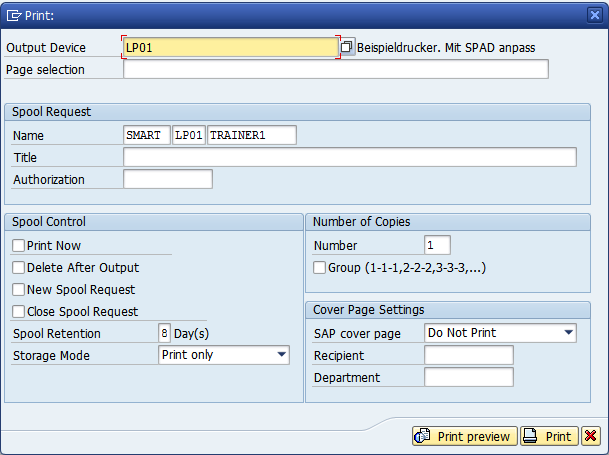 Print:
Output Device LP01 Beispieldrucker. Mit SPAD anpass
Page selection
Spool Request
Name SMART LP01 TRAINER1
Title
Authorization
Spool Control
Print Now
Delete After Output
New Spool Request
Close Spool Request
Spool Retention 8 Day(s)
Storage Mode Print only
Number of Copies
Number 1
Group (1-1-1,2-2-2,3-3-3,...)
Cover Page Settings
SAP cover page Do Not Print
Recipient
Department
Print preview Print